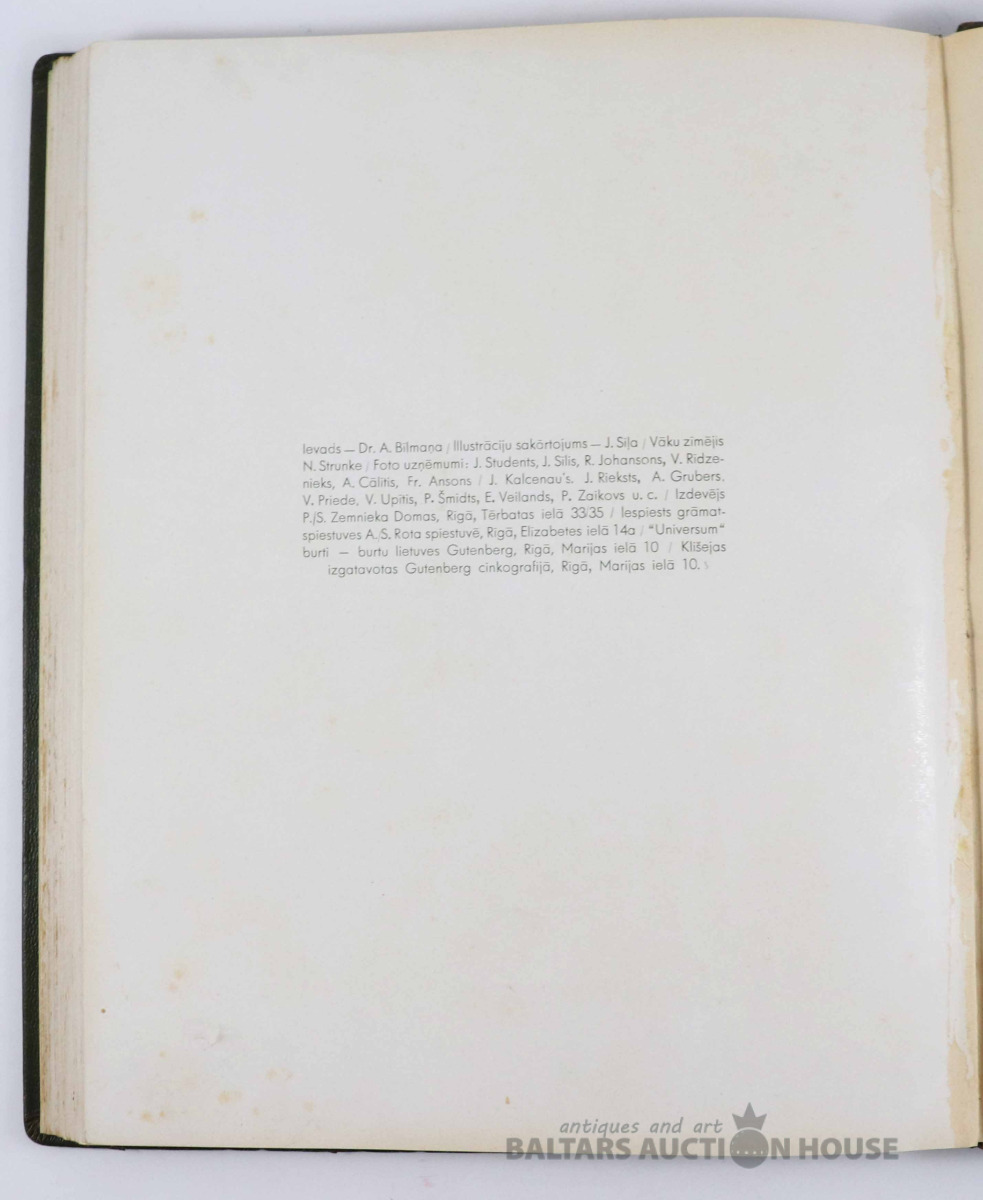 Ievads — Dr. A. Bīlmaņa / Illustrāciju sakārtojums — J. Siļa / Vāku zīmējis
N. Strunke / Foto uzņēmumi: J. Students, J. Sīlis, R. Johansons, V. Ridze-
nieks, A. Cālītis, Fr. Ansons / J. Kalcenau's. J. Rieksts, A. Grubers,
V. Priede, V. Upītis, P. Šmidts, E. Veilands, P. Zaikovs u. c. / Izdevējs
P./S. Zemnieka Domas, Rīgā, Tērbatas ielā 33/35 / Iespiests grāmat-
spiestuves A./S. Rota spiestuvē, Rīgā, Elizabetes ielā 14a / “Universum“
burti — burtu lietuves Gutenberg, Rīgā, Marijas ielā 10 / Klišejas
izgatavotas Gutenberg cinkografijā, Rīgā, Marijas ielā 10.
antiques and art
BALTARS AUCTION HOUSE